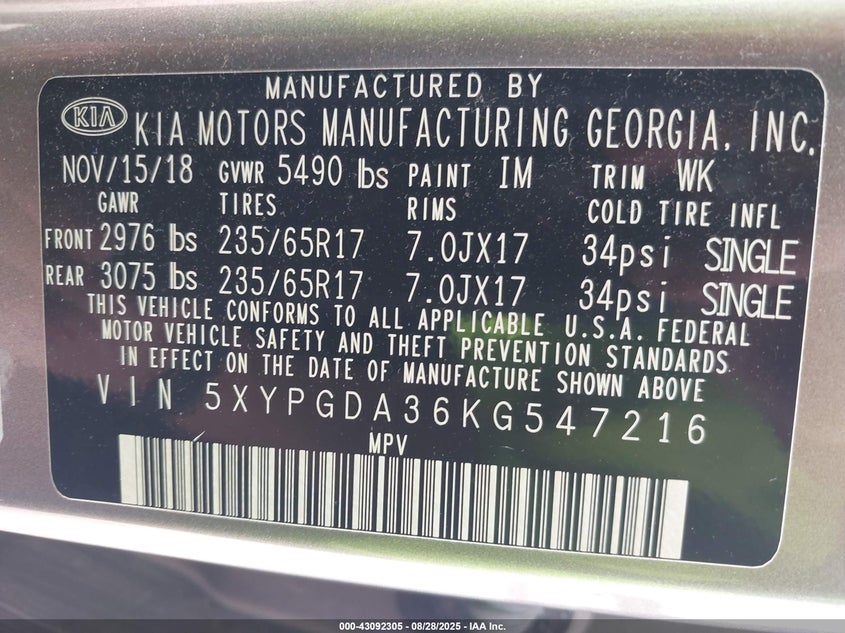 MANUFACTURED BY
KIA KIA MOTORS MANUFACTURING GEORGIA, INC.
NOV/15/18 GVWR 5490 lbs PAINT IM TRIM WK
GAWR TIRES RIMS COLD TIRE INFL
FRONT 2976 lbs 235/65R17 7.0JX17 34psi SINGLE
REAR 3075 lbs 235/65R17 7.0JX17 34psi SINGLE
THIS VEHICLE CONFORMS TO ALL APPLICABLE U.S.A. FEDERAL
MOTOR VEHICLE SAFETY AND THEFT PREVENTION STANDARDS
IN EFFECT ON THE DATE OF MANUFACTURE SHOWN ABOVE
VIN 5XYPGDA36KG547216
MPV
000-43092305 - 08/28/2025 - IAA Inc.